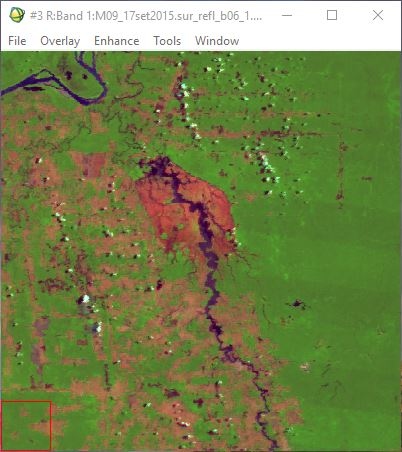 #3 R:Band 1:M09_17set2015.sur_refl_b06_1....
File Overlay Enhance Tools Window